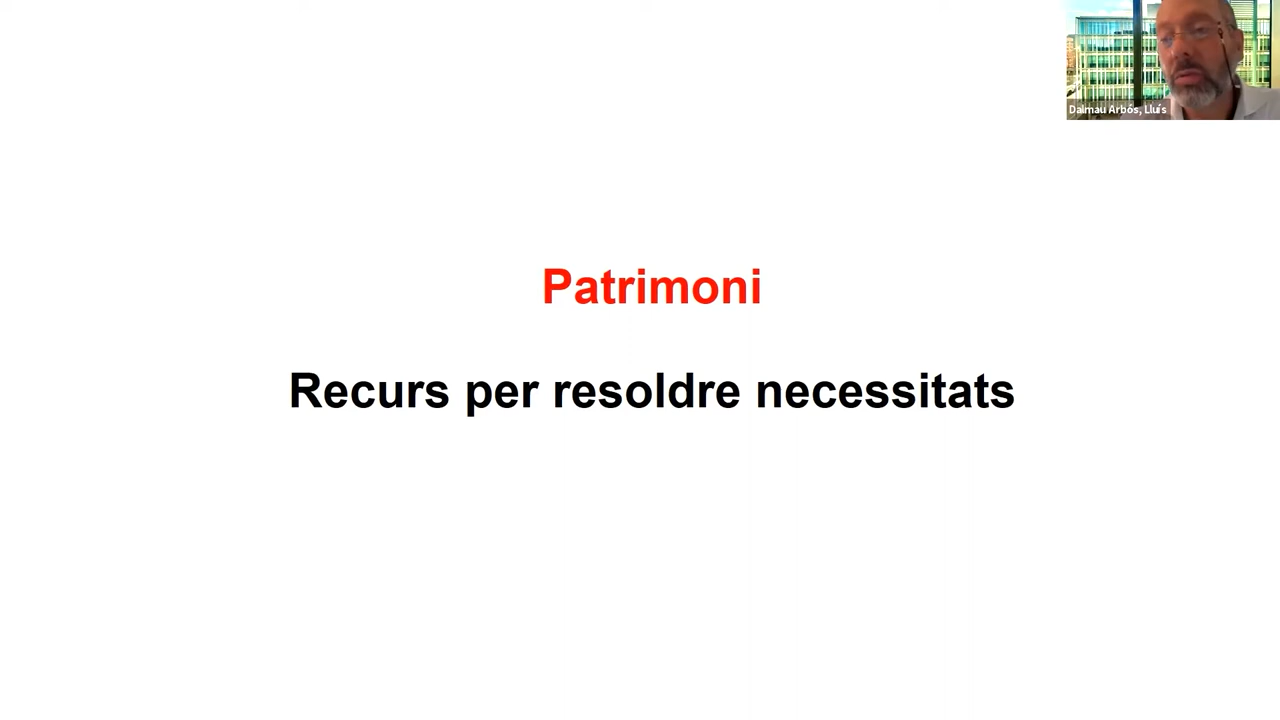 Dalmau Arbós, Lluís
Patrimoni
Recurs per resoldre necessitats